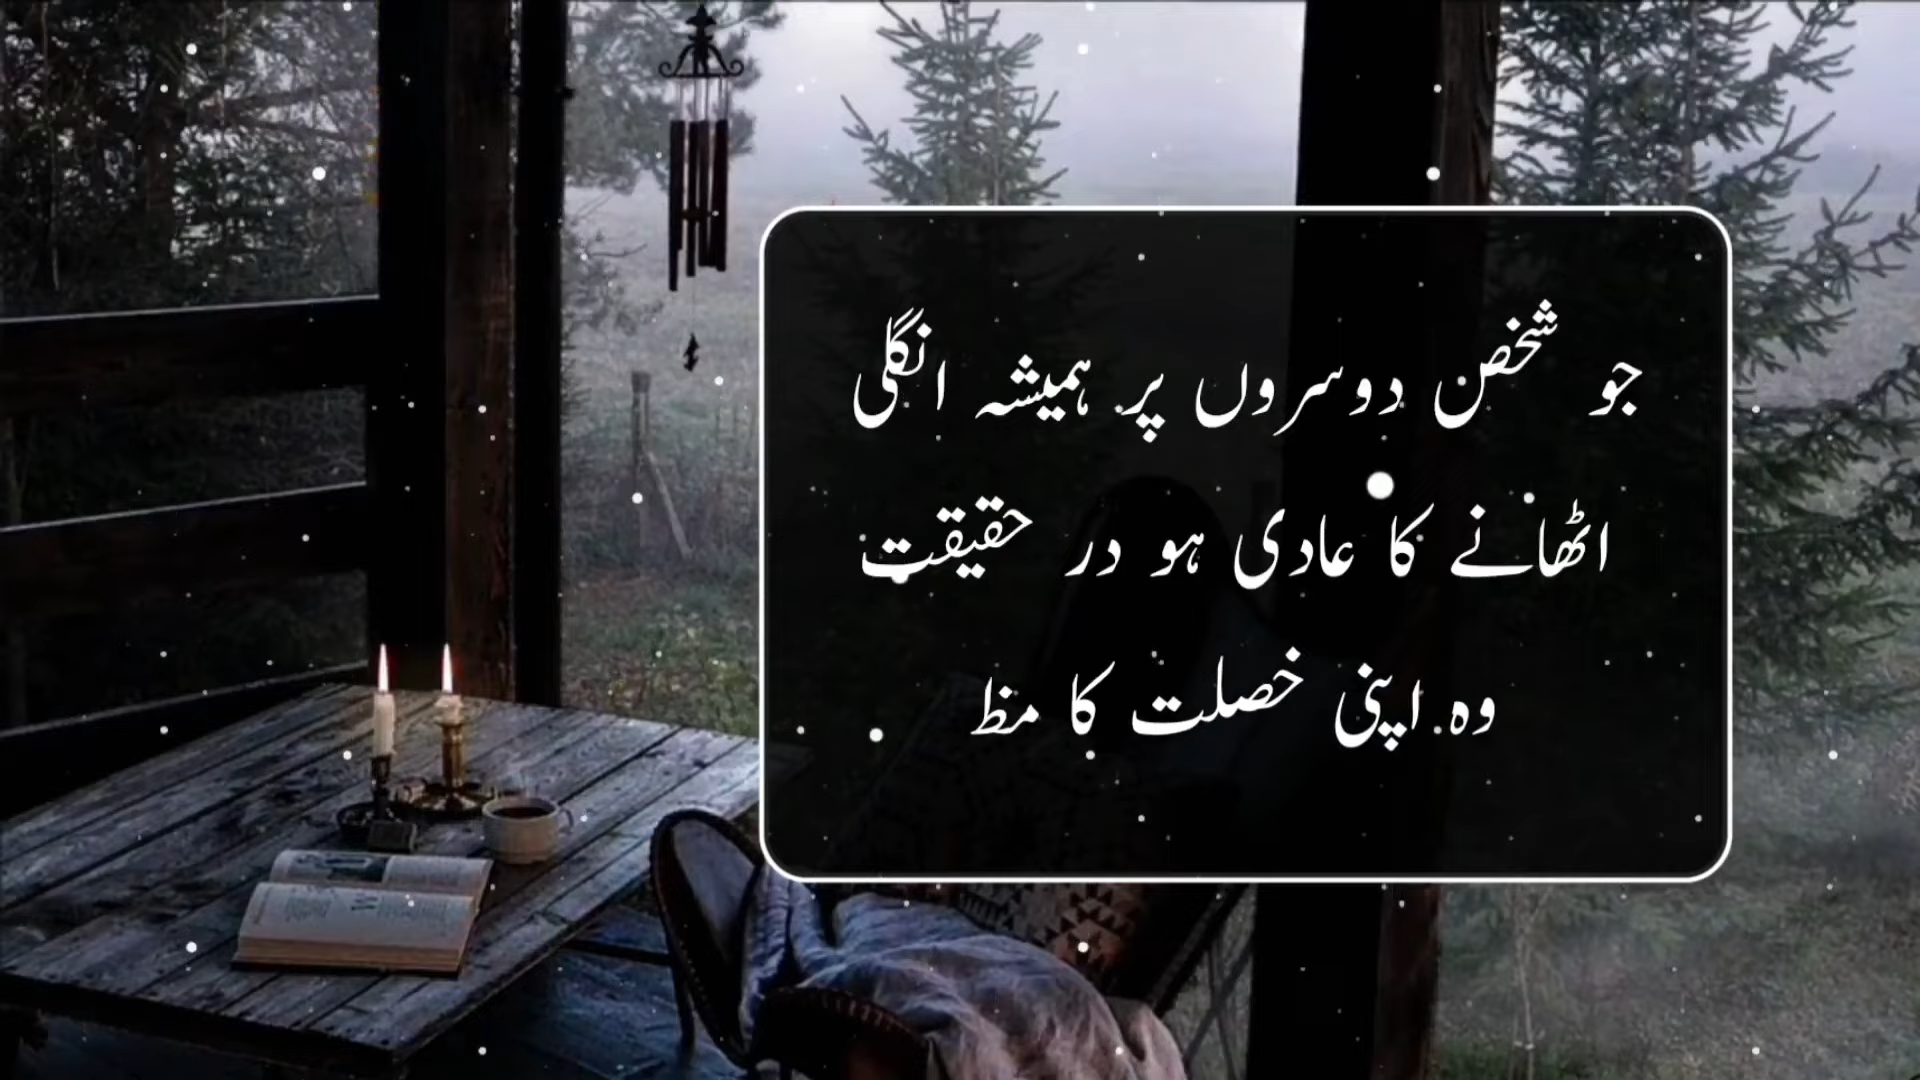 جو شخص دوسروں پر ہمیشہ انگلی
اٹھانے کا عادی ہو در حقیقت
وہ اپنی خصلت کا مظ